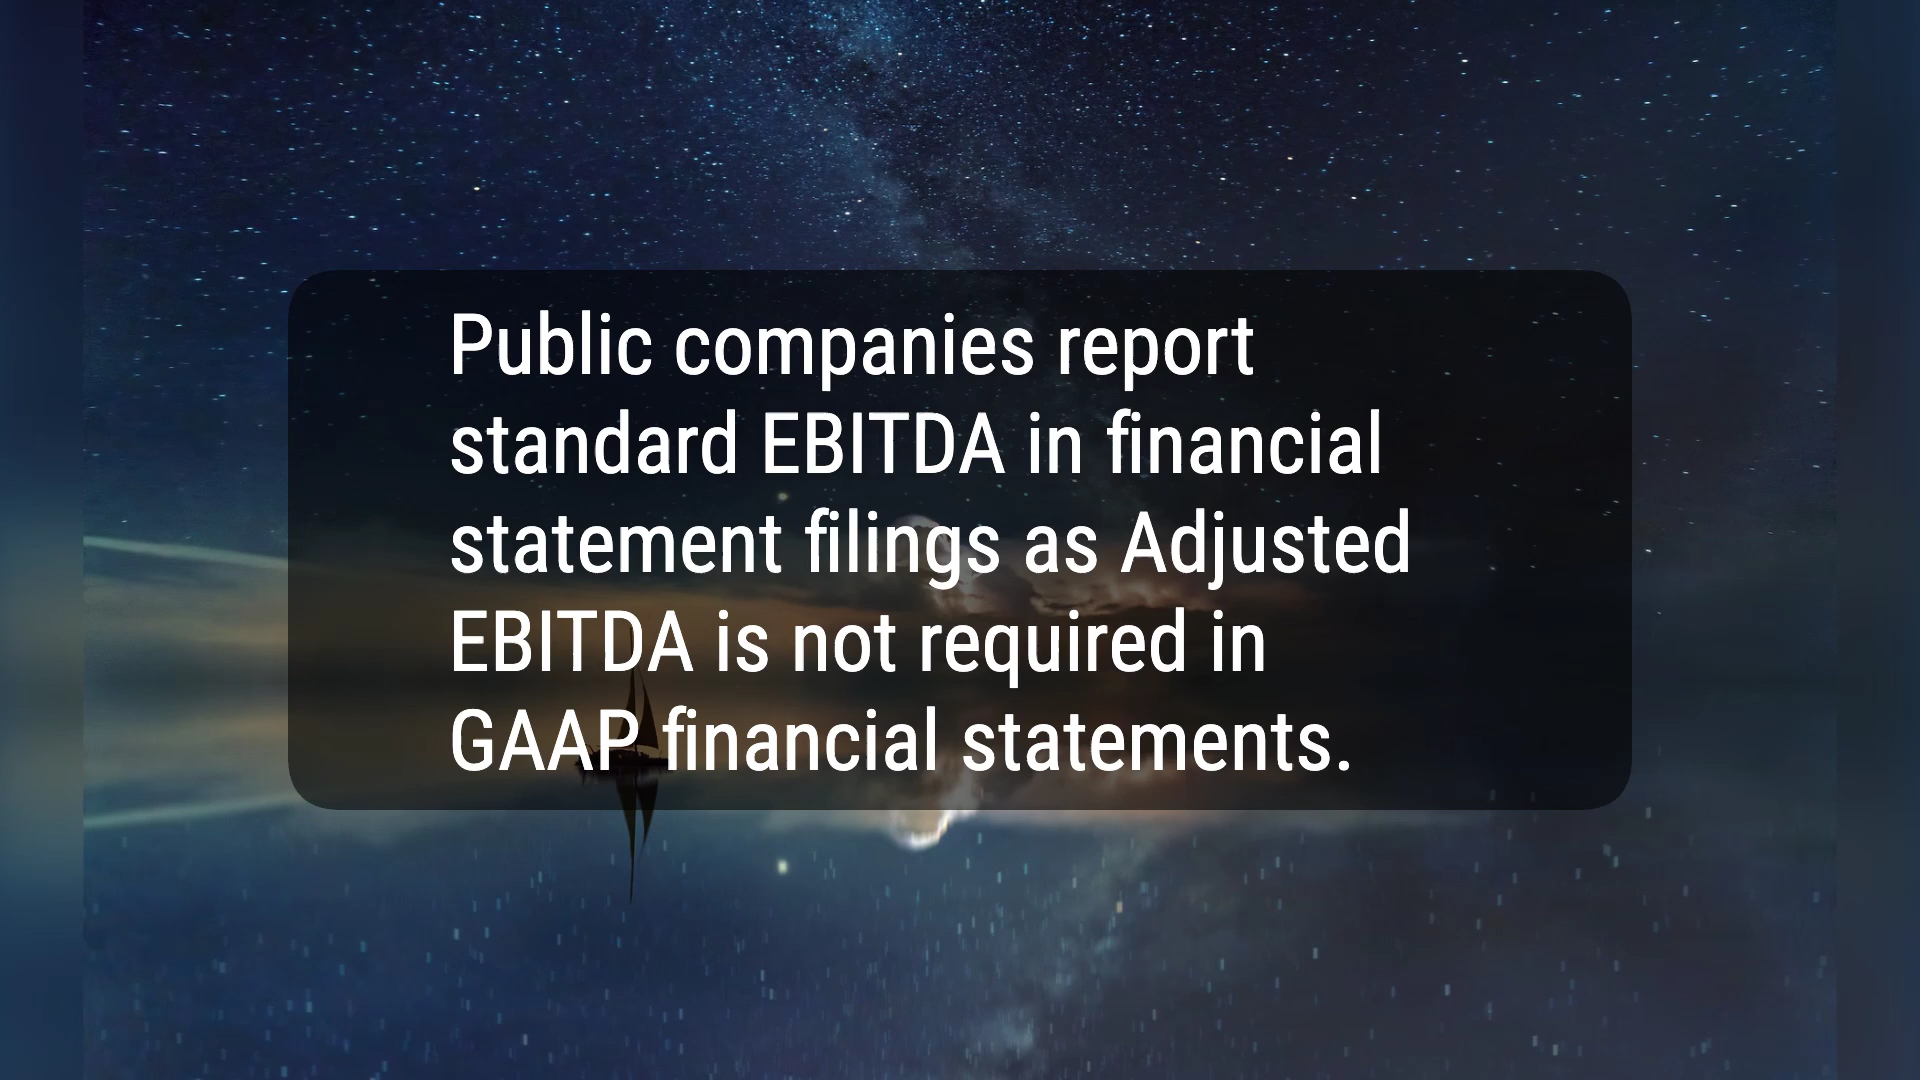 Public companies report
standard EBITDA in financial
statement filings as Adjusted
EBITDA is not required in
GAAP financial statements.